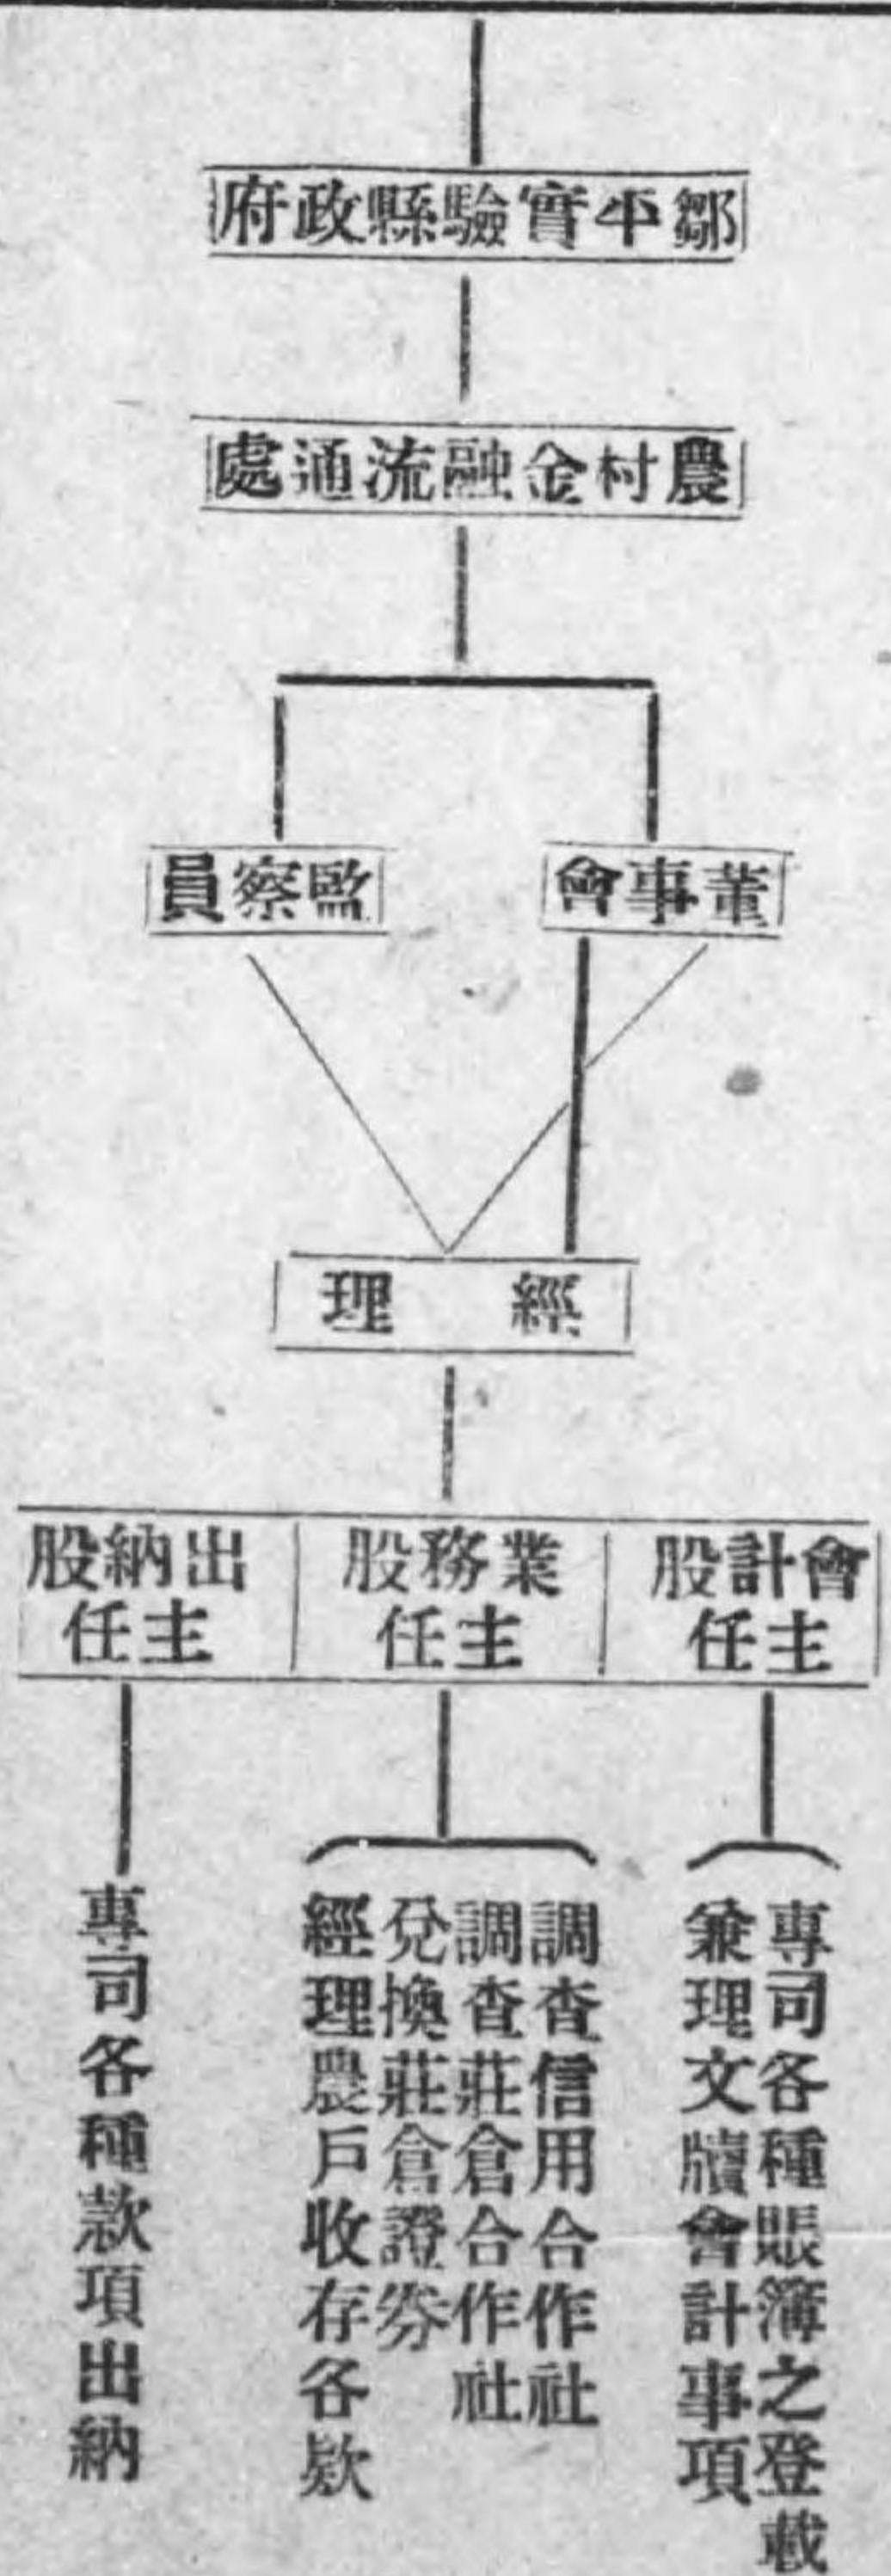 鄒平實驗縣政府
農村金融流通處
董事會
監察員
經理
會計股
主任
業務股
主任
出納股
主任
專司各種賬簿之登載
兼理文牘會計事項
調查信用合作社
調查莊倉合作社
兌換莊倉證券
經理農戶收存各款
專司各種款項出納